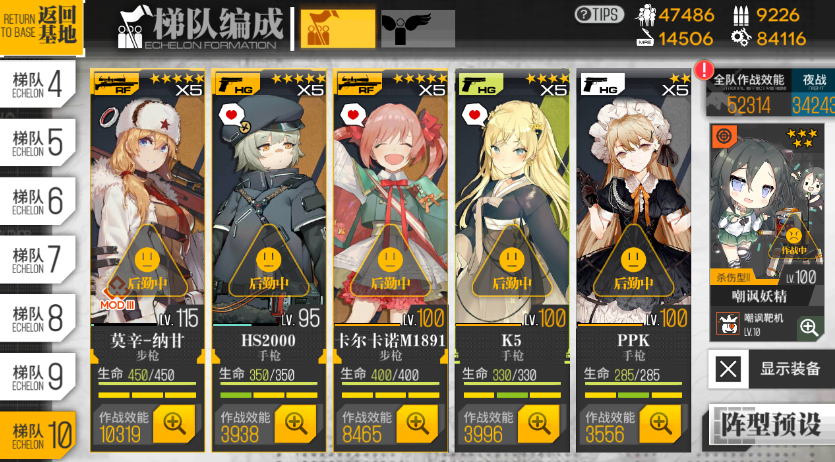 RETURN
TO BASE
返回
基地
梯队编成
ECHELON FORMATION
?TIPS
47486
9226
14506
84116
梯队
ECHELON
4
梯队
ECHELON
5
梯队
ECHELON
6
梯队
ECHELON
7
梯队
ECHELON
8
梯队
ECHELON
9
梯队
ECHELON
10
RF
X5
后勤中
MOD III
LV. 115
莫辛-纳甘
步枪
生命 450/450
作战效能
10319
HG
X5
后勤中
LV. 95
HS2000
手枪
生命 350/350
作战效能
3938
RF
X5
后勤中
LV. 100
卡尔卡诺M1891
步枪
生命 400/400
作战效能
8465
HG
X5
后勤中
LV. 100
K5
手枪
生命 330/330
作战效能
3996
HG
X5
后勤中
LV. 100
PPK
手枪
生命 285/285
作战效能
3556
!
全队作战效能
52314
夜战
34243
作战中
杀伤型II
LV. 100
嘲讽妖精
嘲讽靶机
LV.10
显示装备
阵型预设